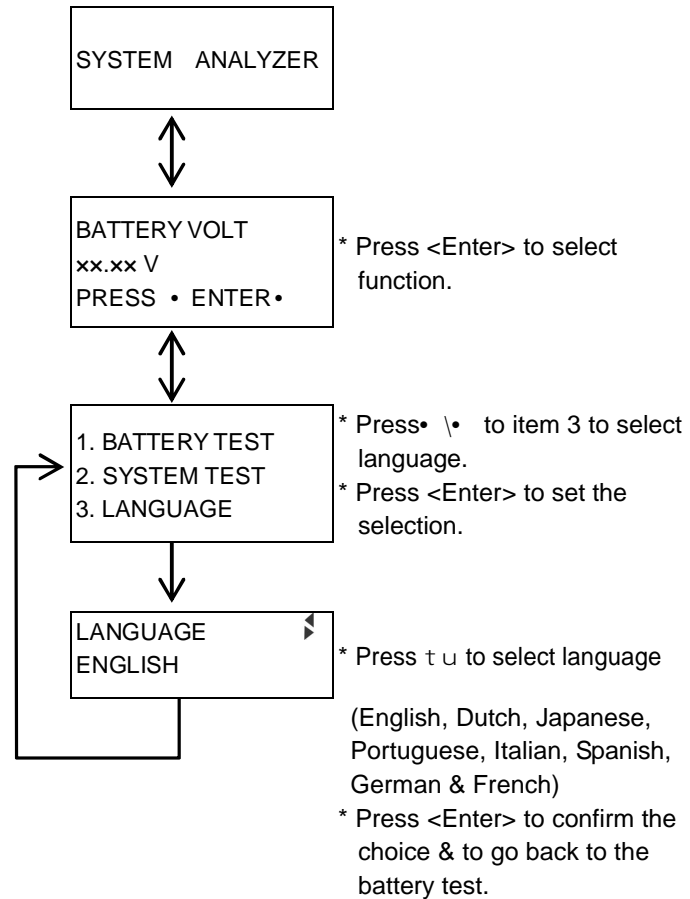 SYSTEM ANALYZER
BATTERY VOLT
××.×× V
PRESS • ENTER•
* Press <Enter> to select
function.
1. BATTERY TEST
2. SYSTEM TEST
3. LANGUAGE
* Press• \• to item 3 to select
language.
* Press <Enter> to set the
selection.
LANGUAGE
ENGLISH
* Press t u to select language
(English, Dutch, Japanese,
Portuguese, Italian, Spanish,
German & French)
* Press <Enter> to confirm the
choice & to go back to the
battery test.